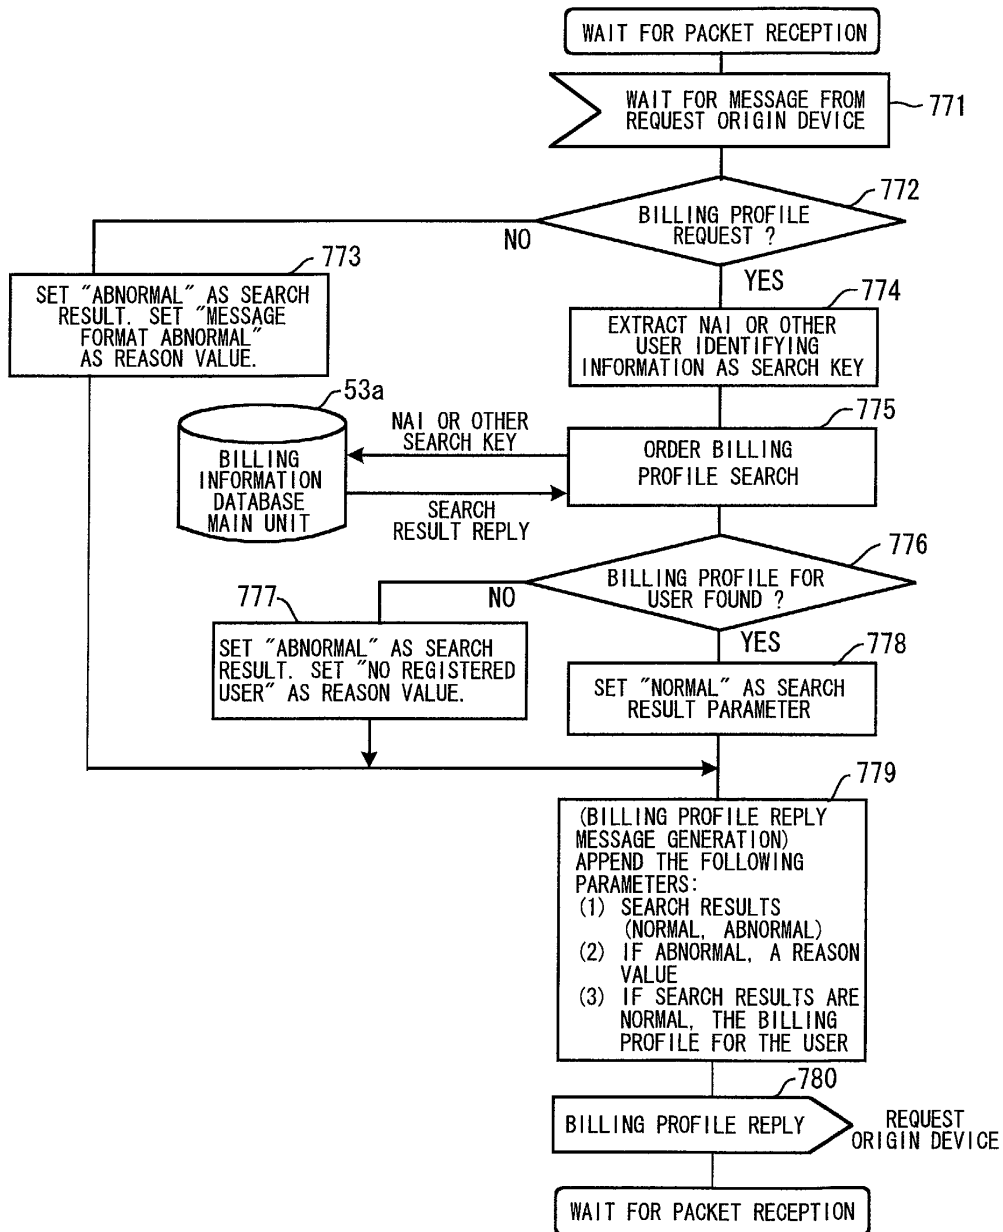 WAIT FOR PACKET RECEPTION
WAIT FOR MESSAGE FROM
REQUEST ORIGIN DEVICE
771
772
BILLING PROFILE
REQUEST ?
NO
YES
773
SET "ABNORMAL" AS SEARCH
RESULT. SET "MESSAGE
FORMAT ABNORMAL"
AS REASON VALUE.
774
EXTRACT NAI OR OTHER
USER IDENTIFYING
INFORMATION AS SEARCH KEY
53a
BILLING
INFORMATION
DATABASE
MAIN UNIT
NAI OR OTHER
SEARCH KEY
SEARCH
RESULT REPLY
775
ORDER BILLING
PROFILE SEARCH
776
BILLING PROFILE FOR
USER FOUND ?
NO
YES
777
SET "ABNORMAL" AS SEARCH
RESULT. SET "NO REGISTERED
USER" AS REASON VALUE.
778
SET "NORMAL" AS SEARCH
RESULT PARAMETER
779
(BILLING PROFILE REPLY
MESSAGE GENERATION)
APPEND THE FOLLOWING
PARAMETERS:
(1) SEARCH RESULTS
(NORMAL, ABNORMAL)
(2) IF ABNORMAL, A REASON
VALUE
(3) IF SEARCH RESULTS ARE
NORMAL, THE BILLING
PROFILE FOR THE USER
780
BILLING PROFILE REPLY
REQUEST
ORIGIN DEVICE
WAIT FOR PACKET RECEPTION